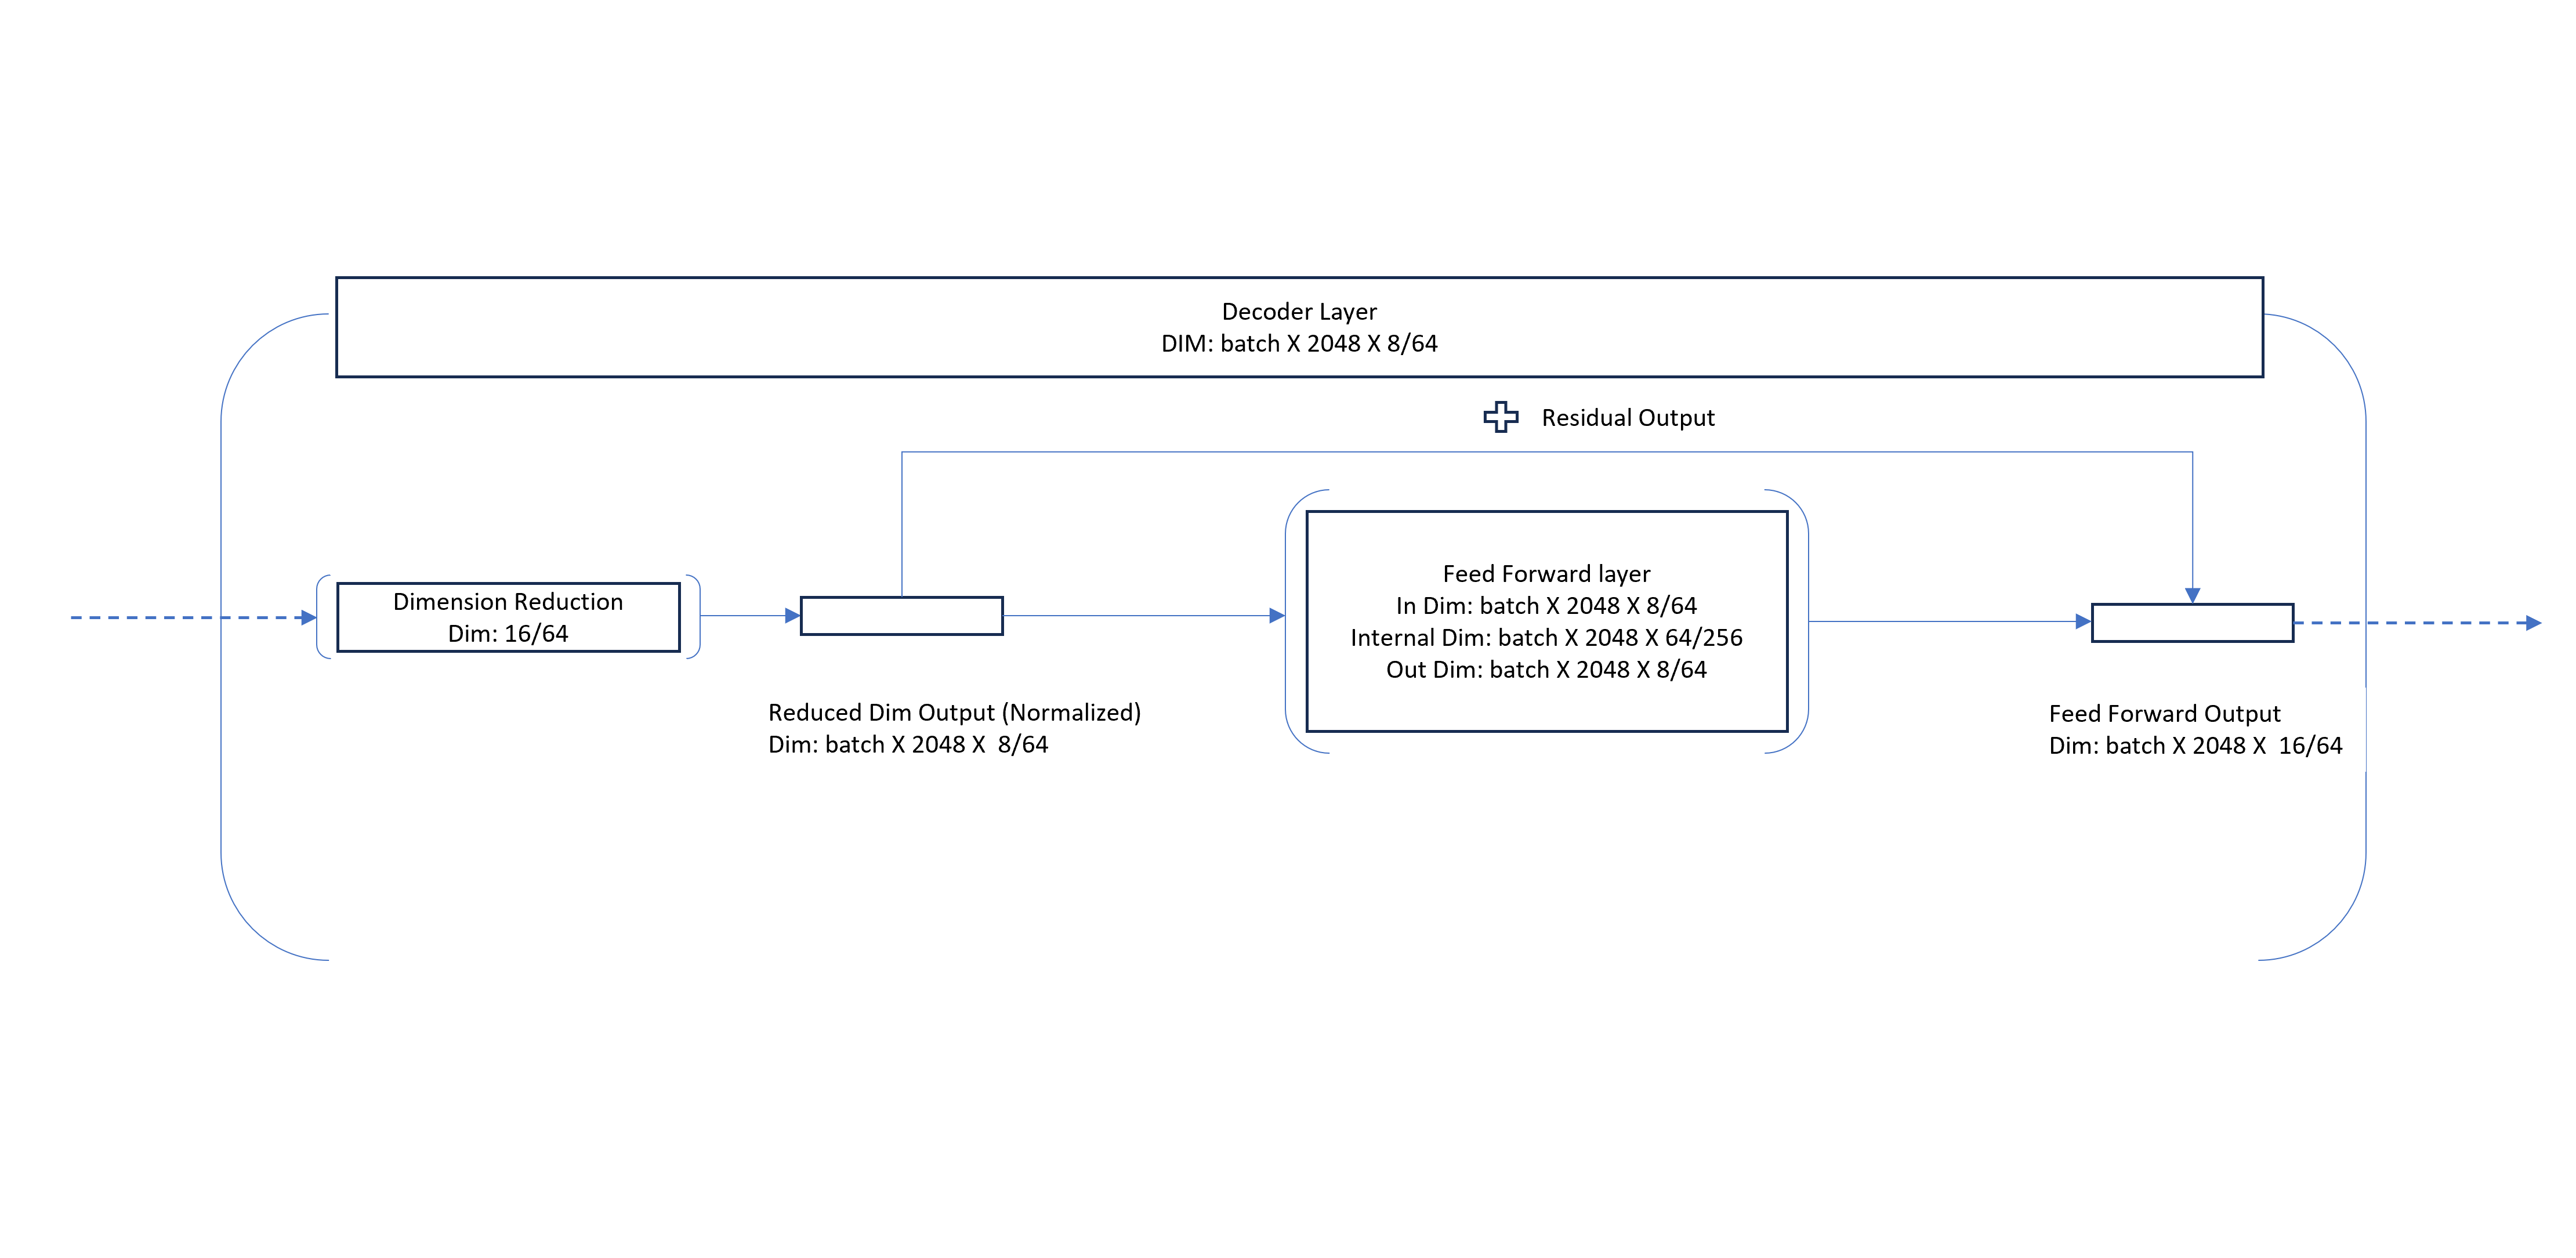 Decoder Layer
DIM: batch X 2048 X 8/64
Residual Output
Dimension Reduction
Dim: 16/64
Feed Forward layer
In Dim: batch X 2048 X 8/64
Internal Dim: batch X 2048 X 64/256
Out Dim: batch X 2048 X 8/64
Reduced Dim Output (Normalized)
Dim: batch X 2048 X  8/64
Feed Forward Output
Dim: batch X 2048 X  16/64